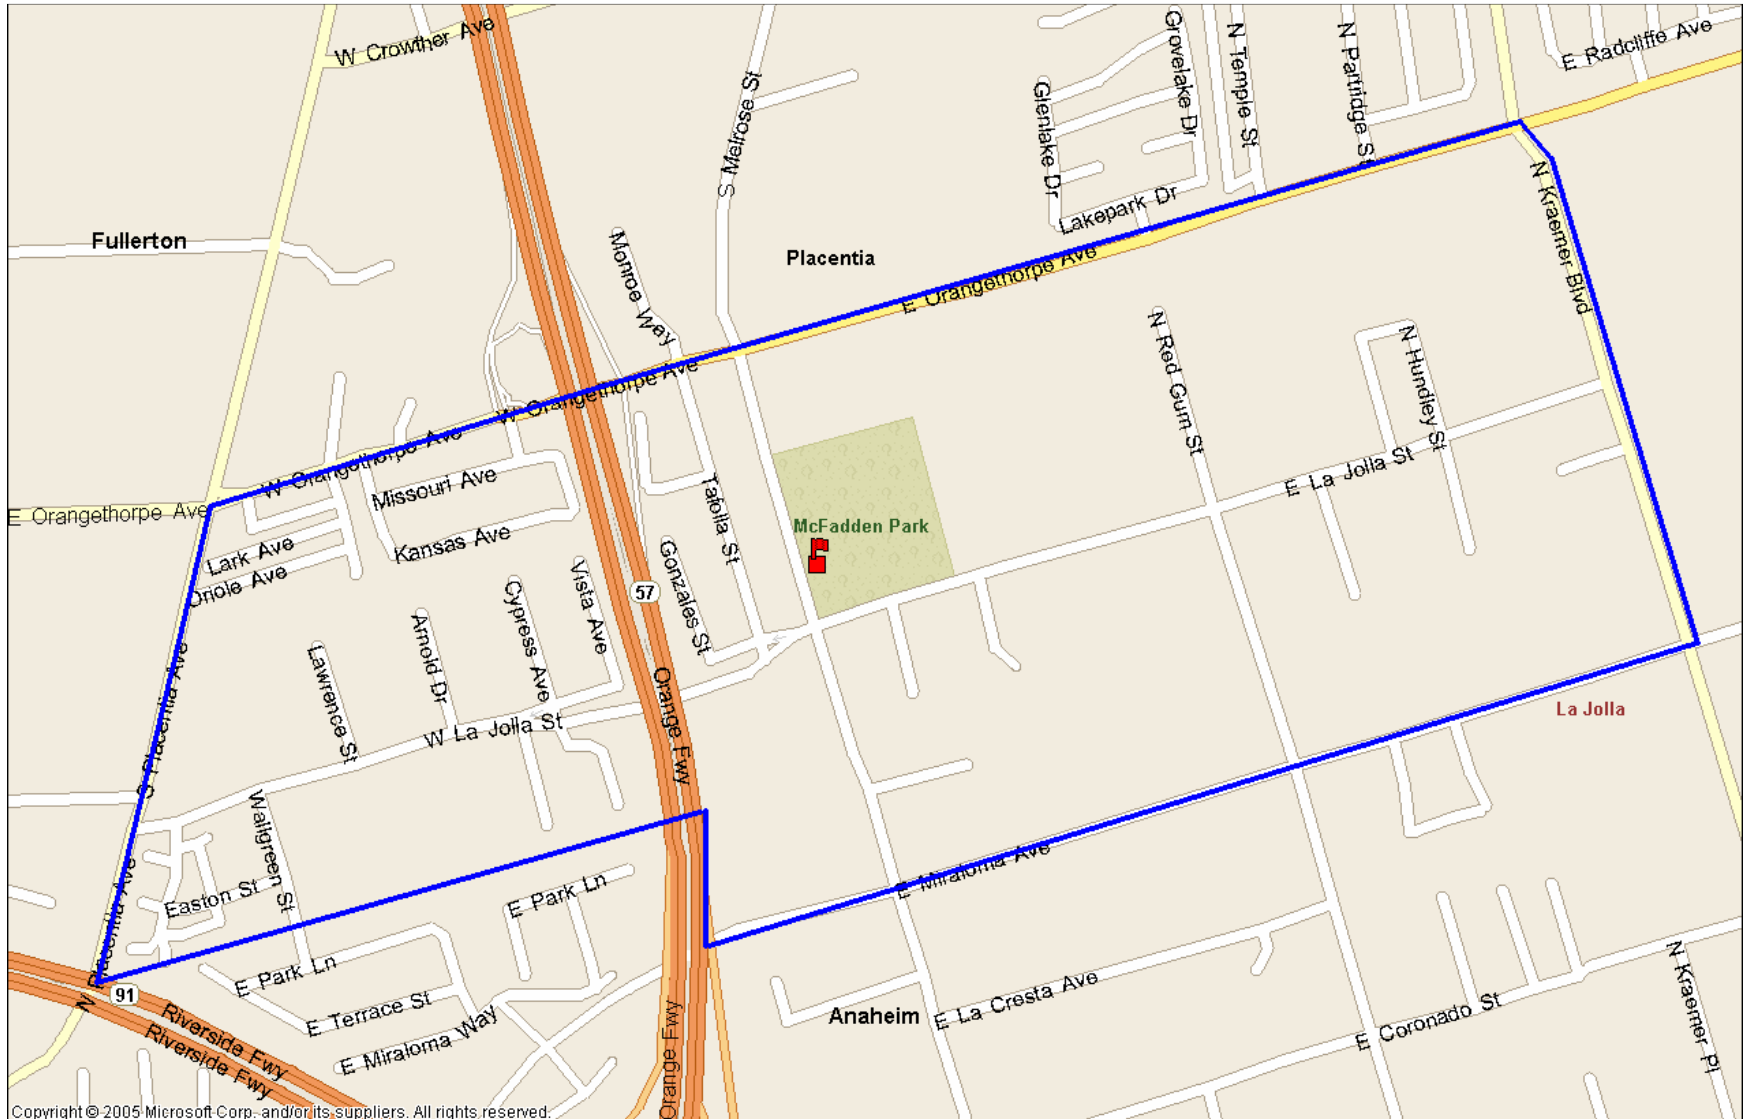 W Crowther Ave
S Melrose St
Grovelake Dr
N Temple St
N Partridge St
E Radcliffe Ave
Glenlake Dr
Lakepark Dr
N Kraemer Blvd
Fullerton
Placentia
Monroe Way
E Orangethorpe Ave
W Orangethorpe Ave
W Orangethorpe Ave
E Orangethorpe Ave
N Red Gum St
N Hundley St
E La Jolla St
Missouri Ave
Kansas Ave
Lark Ave
Oriole Ave
Tafolla St
McFadden Park
57
Gonzales St
Vista Ave
Cypress Ave
Arnold Dr
Lawrence St
W La Jolla St
Orange Fwy
S Placentia Ave
La Jolla
Wallgreen St
Easton St
E Park Ln
E Miraloma Ave
N Placentia Ave
E Park Ln
91
E Terrace St
E Miraloma Way
Riverside Fwy
Riverside Fwy
Orange Fwy
Anaheim
E La Cresta Ave
E Coronado St
N Kraemer Pl
Copyright © 2005 Microsoft Corp. and/or its suppliers. All rights reserved.